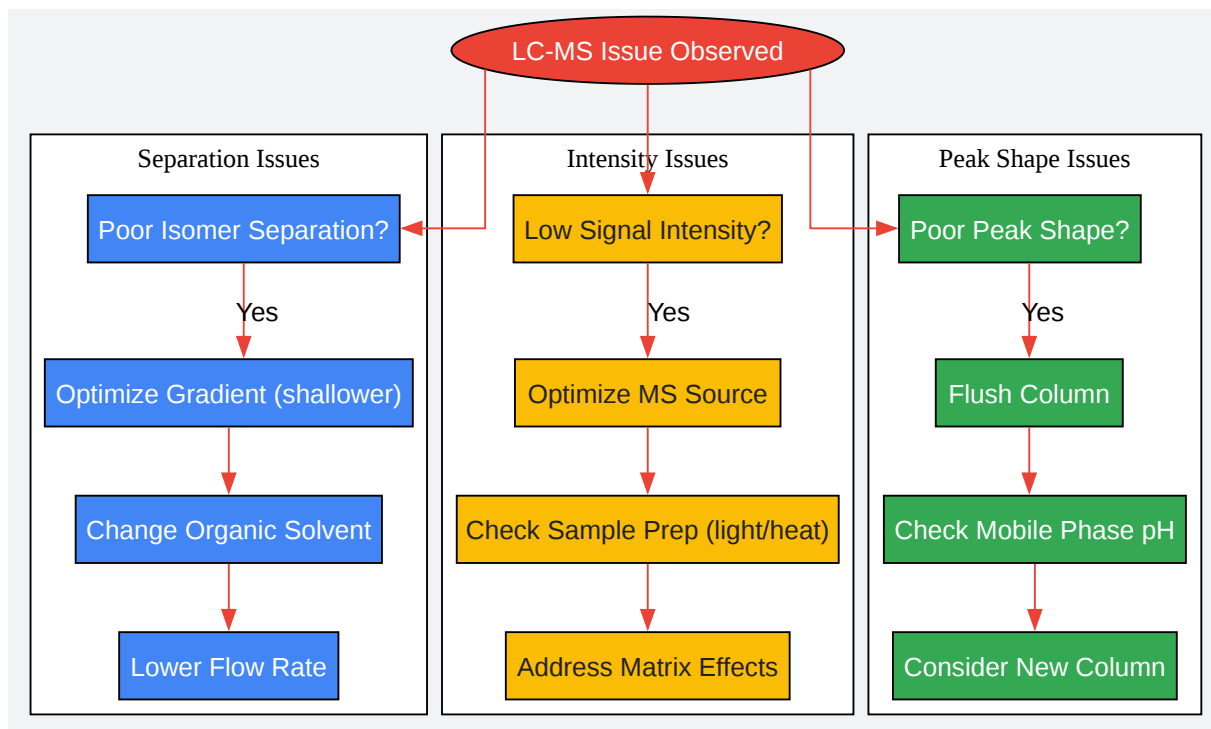 LC-MS Issue Observed
Separation Issues
Poor Isomer Separation?
Yes
Optimize Gradient (shallower)
Change Organic Solvent
Lower Flow Rate
Intensity Issues
Low Signal Intensity?
Yes
Optimize MS Source
Check Sample Prep (light/heat)
Address Matrix Effects
Peak Shape Issues
Poor Peak Shape?
Yes
Flush Column
Check Mobile Phase pH
Consider New Column